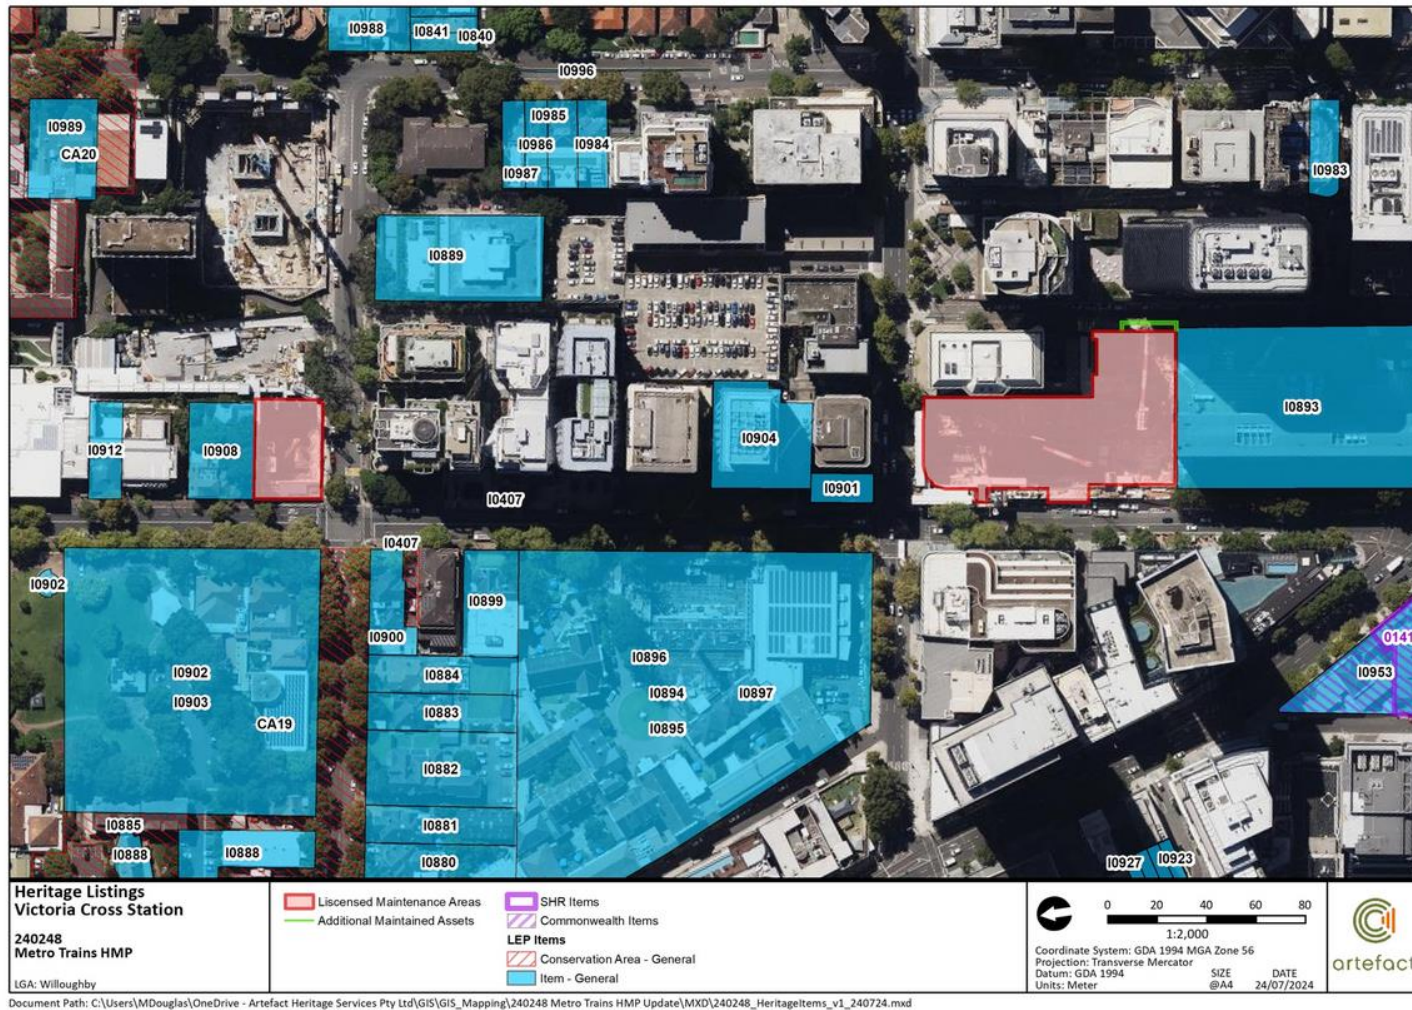 I0988
I0841
I0840
I0996
I0989
CA20
I0985
I0986
I0984
I0987
I0983
I0889
I0893
I0912
I0908
I0904
I0901
I0407
I0407
I0902
I0899
I0900
I0902
I0903
CA19
I0884
I0883
I0882
I0881
I0880
I0896
I0894
I0897
I0895
0141
I0953
I0885
I0888
I0888
I0927
I0923
Heritage Listings
Victoria Cross Station
240248
Metro Trains HMP
LGA: Willoughby
Liscensed Maintenance Areas
Additional Maintained Assets
SHR Items
Commonwealth Items
LEP Items
Conservation Area - General
Item - General
0 20 40 60 80
1:2,000
Coordinate System: GDA 1994 MGA Zone 56
Projection: Transverse Mercator
Datum: GDA 1994
Units: Meter
SIZE
@A4
DATE
24/07/2024
artefact
Document Path: C:\Users\MDouglas\OneDrive - Artefact Heritage Services Pty Ltd\GIS\GIS_Mapping\240248 Metro Trains HMP Update\MXD\240248_HeritageItems_v1_240724.mxd